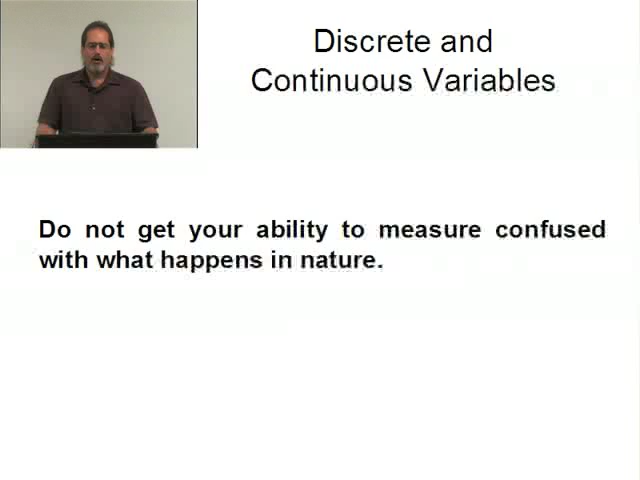 Discrete and
Continuous Variables
Do not get your ability to measure confused
with what happens in nature.